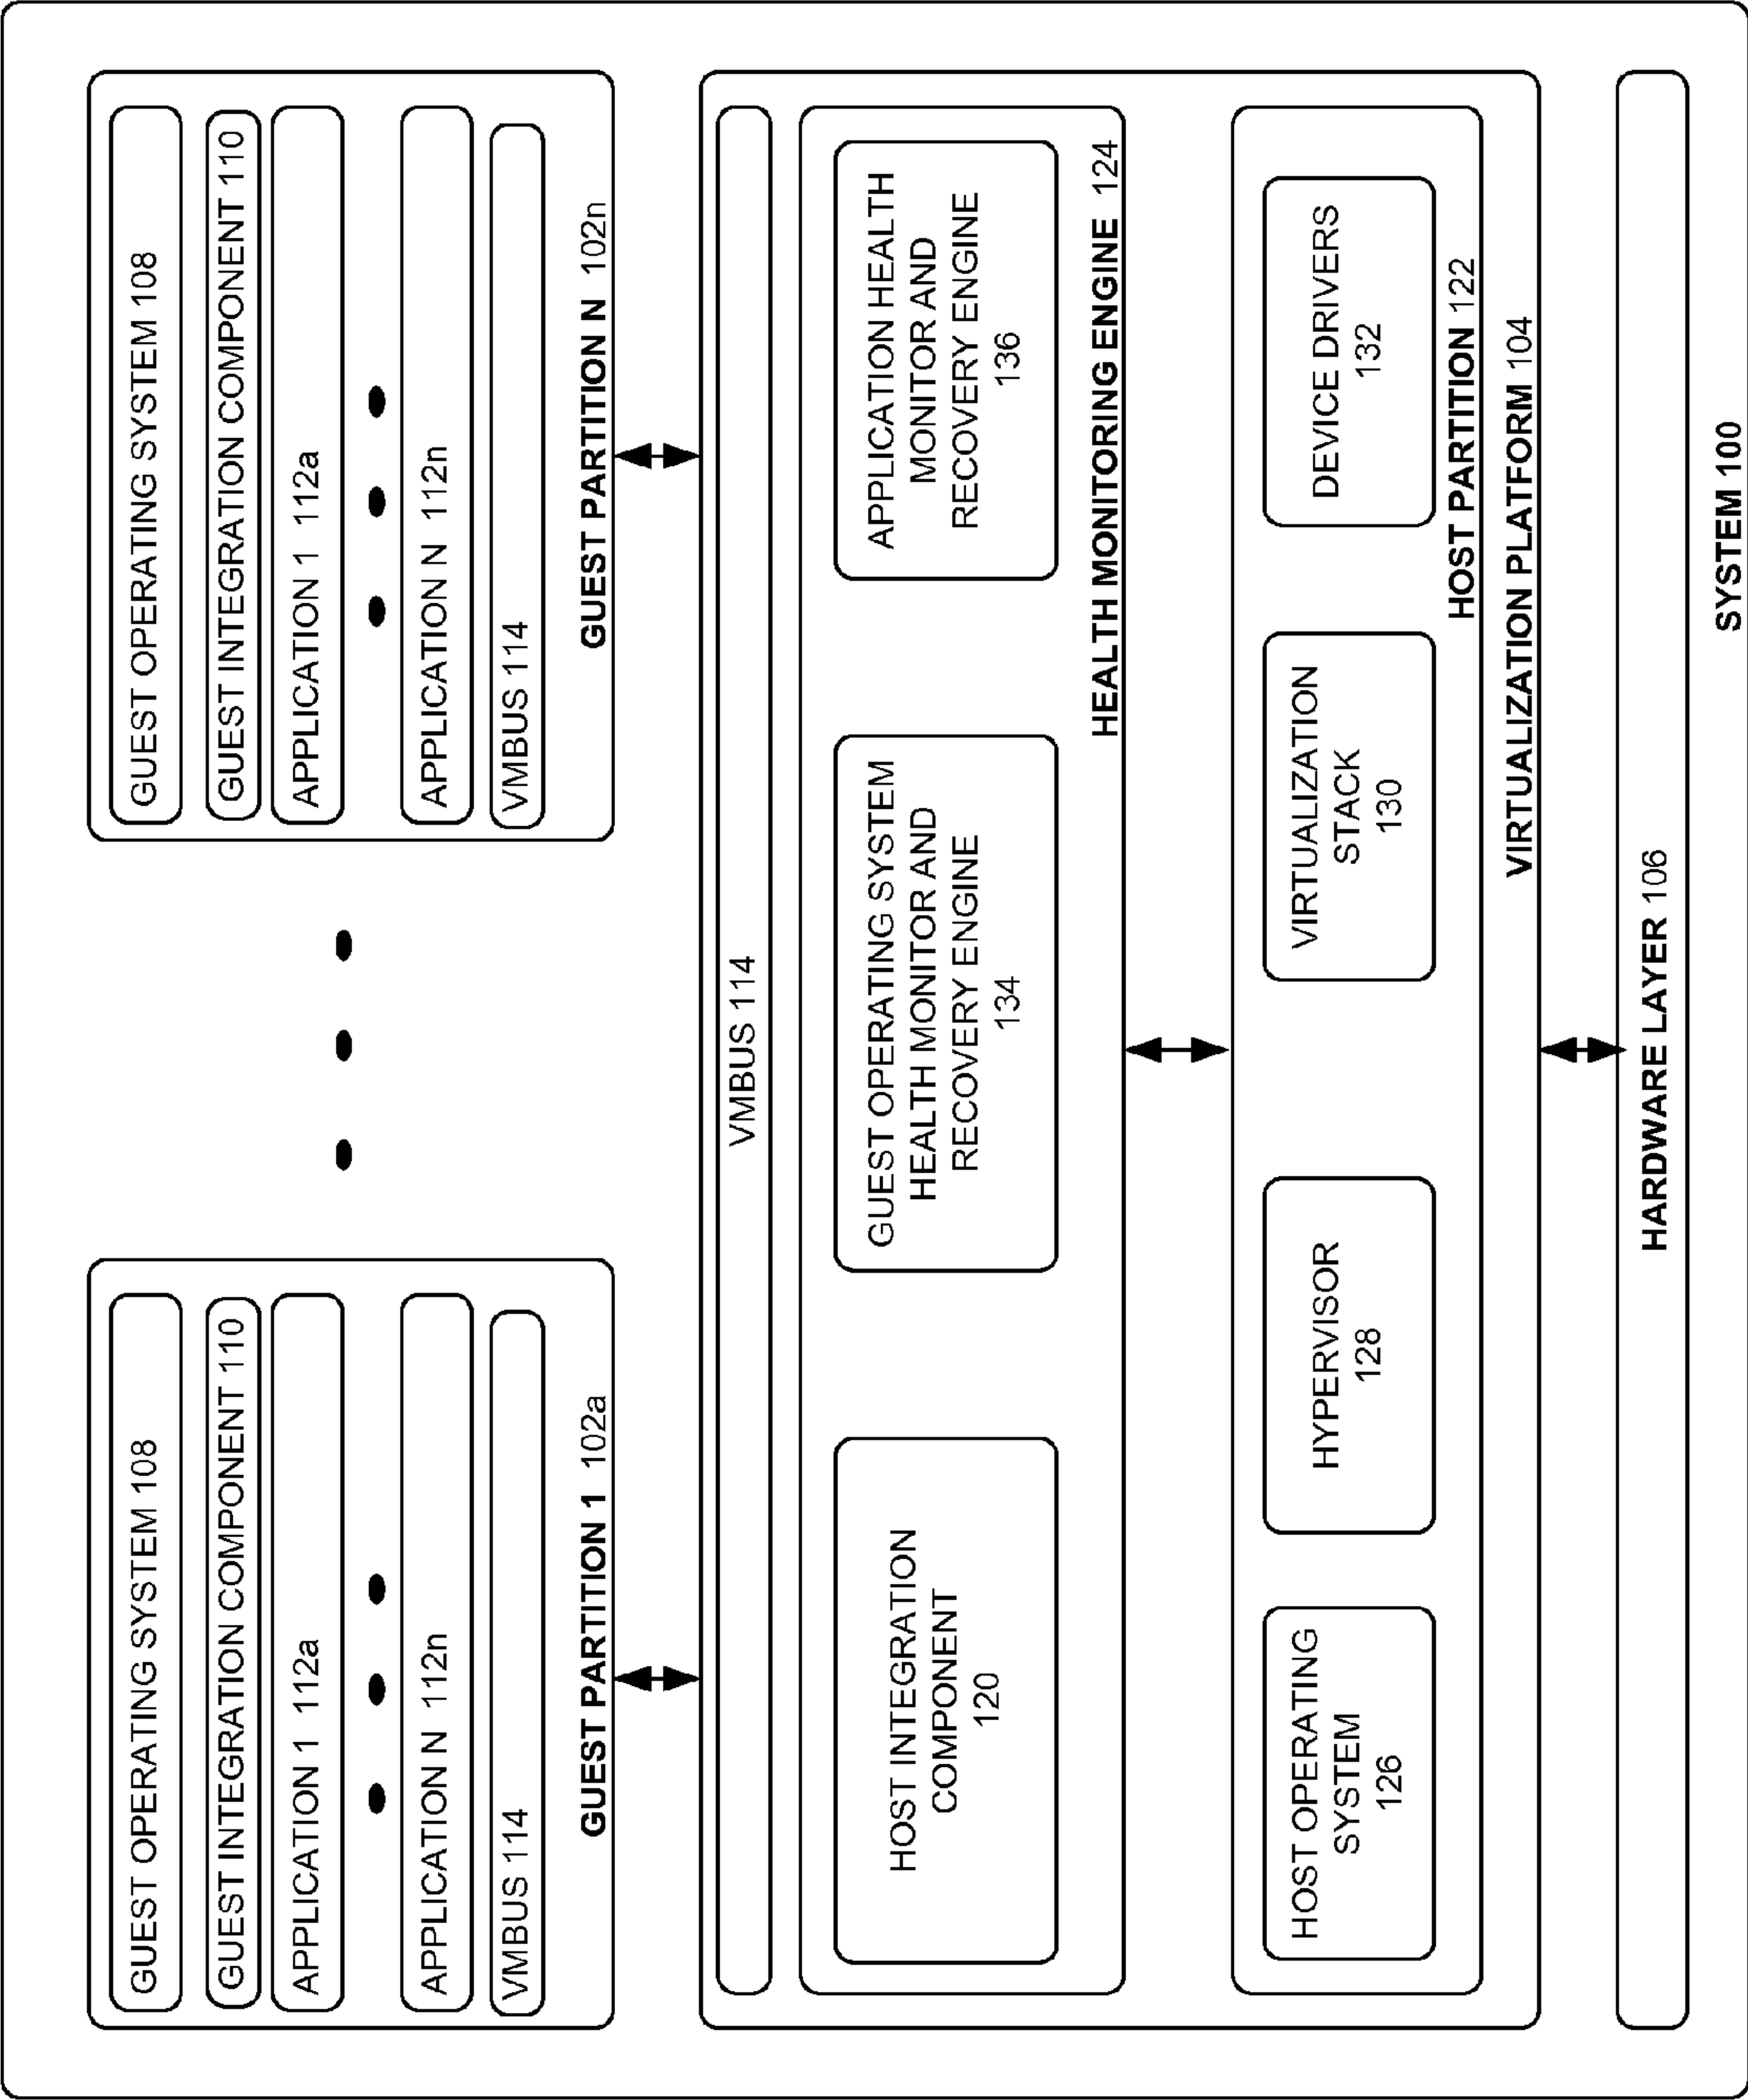 GUEST OPERATING SYSTEM 108
GUEST INTEGRATION COMPONENT 110
APPLICATION 1 112a
APPLICATION N 112n
VMBUS 114
GUEST PARTITION 1 102a
GUEST OPERATING SYSTEM 108
GUEST INTEGRATION COMPONENT 110
APPLICATION 1 112a
APPLICATION N 112n
VMBUS 114
GUEST PARTITION N 102n
VMBUS 114
HOST INTEGRATION
COMPONENT
120
GUEST OPERATING SYSTEM
HEALTH MONITOR AND
RECOVERY ENGINE
134
APPLICATION HEALTH
MONITOR AND
RECOVERY ENGINE
136
HEALTH MONITORING ENGINE 124
HOST OPERATING
SYSTEM
126
HYPERVISOR
128
VIRTUALIZATION
STACK
130
DEVICE DRIVERS
132
HOST PARTITION 122
VIRTUALIZATION PLATFORM 104
HARDWARE LAYER 106
SYSTEM 100